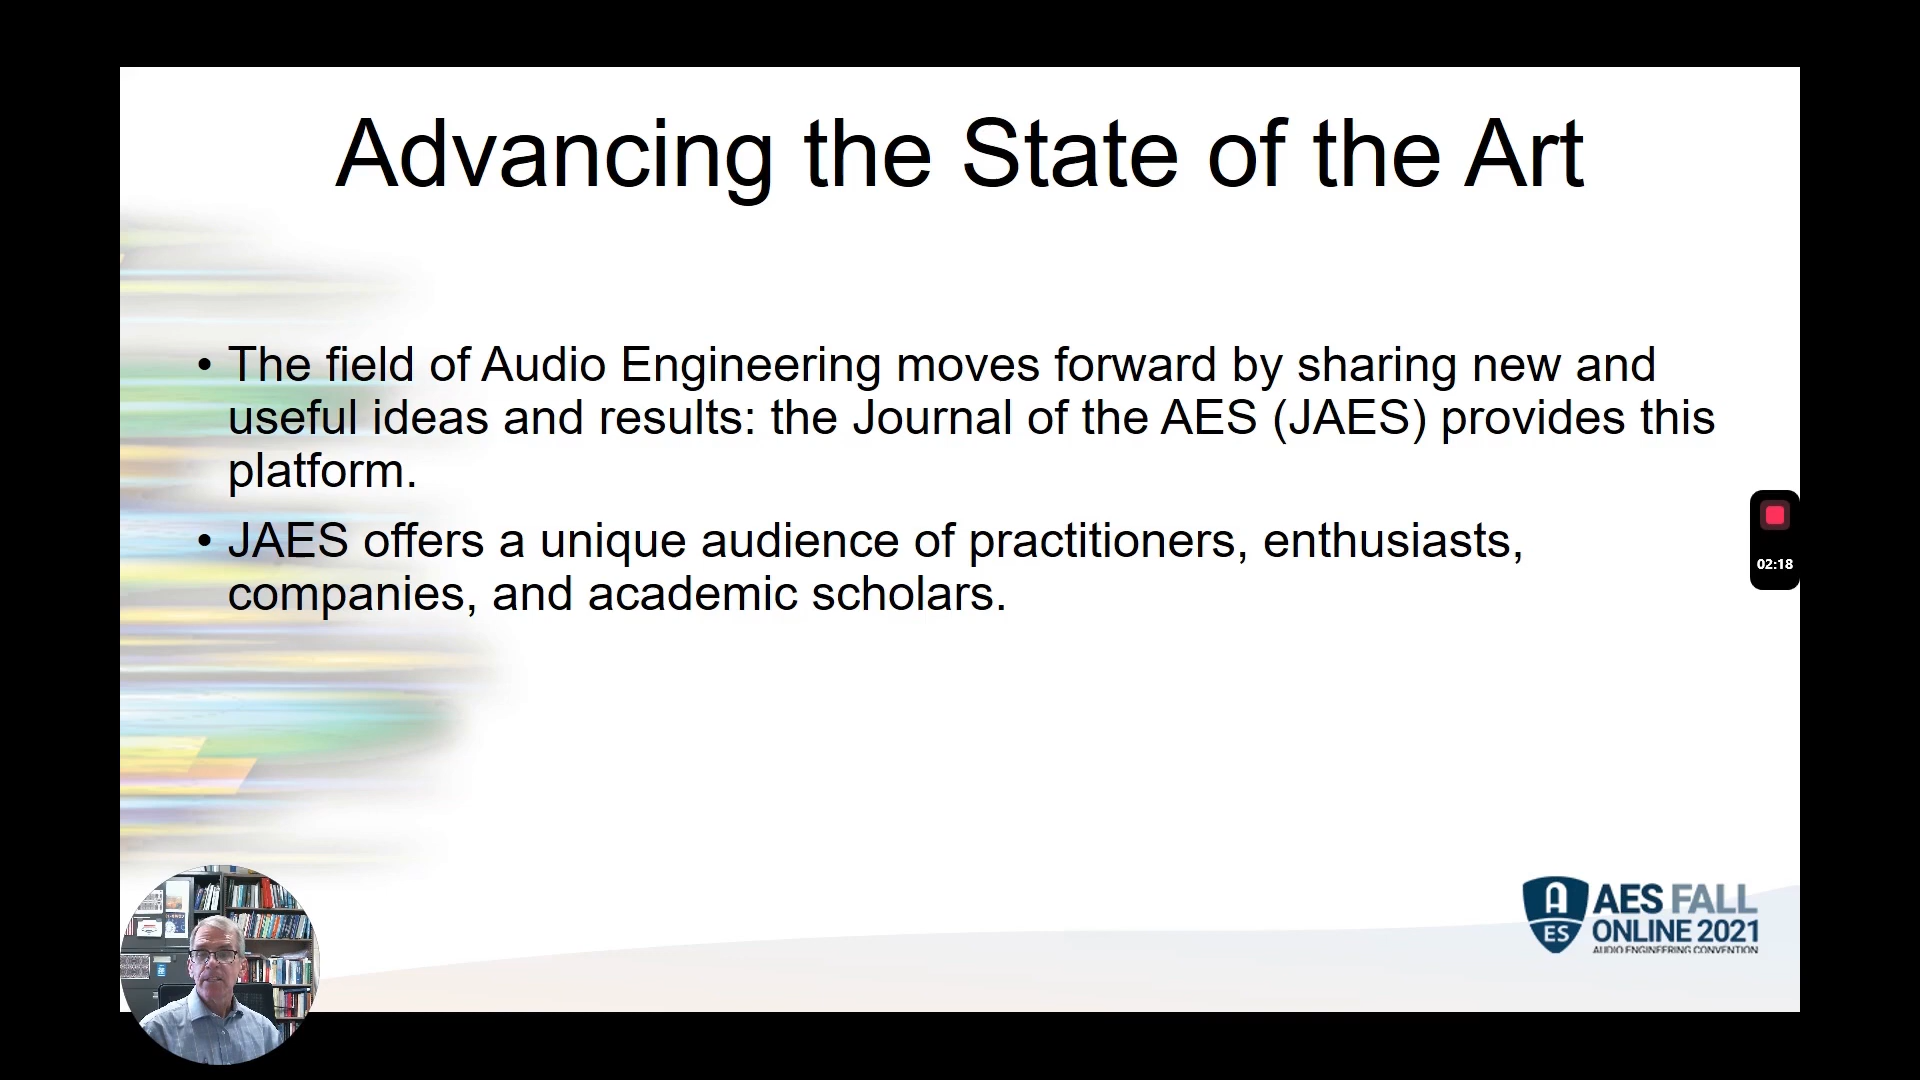 Advancing the State of the Art
• The field of Audio Engineering moves forward by sharing new and
useful ideas and results: the Journal of the AES (JAES) provides this
platform.
• JAES offers a unique audience of practitioners, enthusiasts,
companies, and academic scholars.
02:18
A
ES
AES FALL
ONLINE 2021
AUDIO ENGINEERING CONVENTION